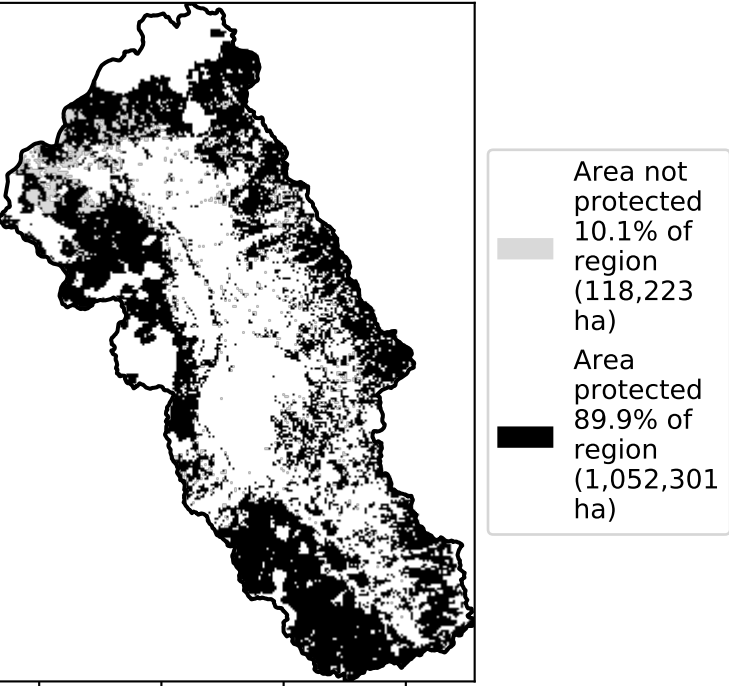 Area not
protected
10.1% of
region
(118,223
ha)
Area
protected
89.9% of
region
(1,052,301
ha)